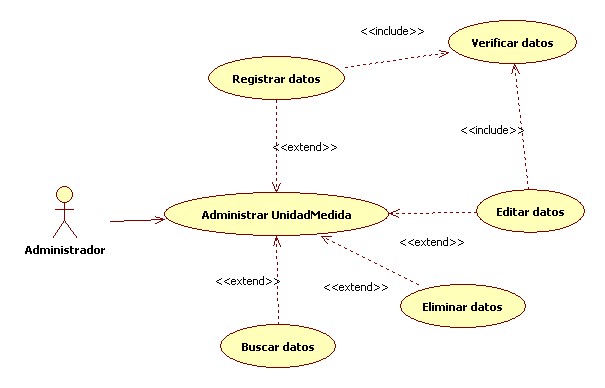 <<include>>
Verificar datos
Registrar datos
<<include>>
<<extend>>
Administrar UnidadMedida
Editar datos
Administrador
<<extend>>
<<extend>>
<<extend>>
Eliminar datos
Buscar datos